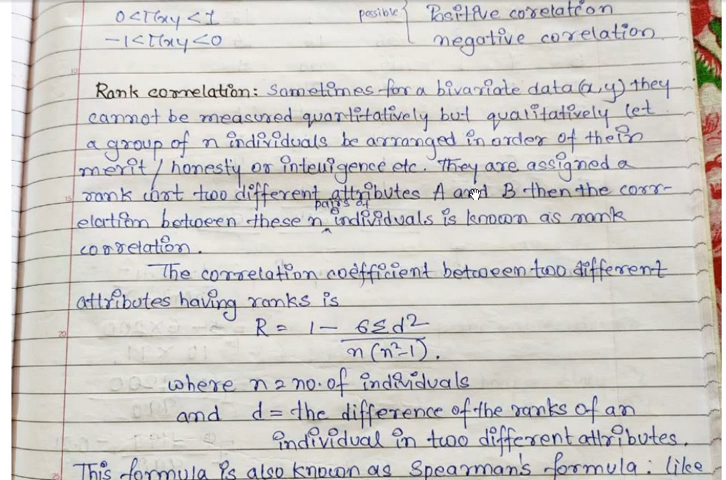 0<rxy<1 possible { Positive corelation
-1<rxy<0 negative corelation
Rank correlation: Sometimes for a bivariate data (x,y) they
cannot be measured quantitatively but qualitatively let
a group of n individuals be arranged in order of their
merit / honesty or intelligence etc. They are assigned a
rank wrt two different attributes A and B then the corr-
elation between these n pairs of individuals is known as rank
correlation.
The correlation coefficient between two different
attributes having ranks is
R = 1 - 6Σd²/n(n²-1).
where n = no. of individuals
and d = the difference of the ranks of an
individual in two different attributes.
This formula is also known as Spearman's formula: like